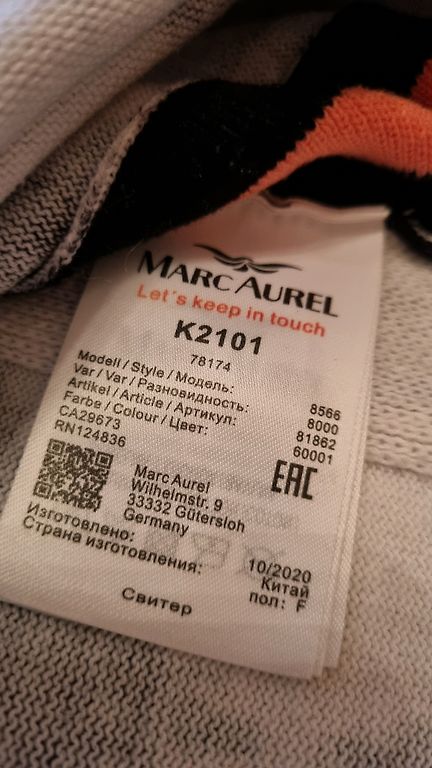 MARC AUREL
Let's keep in touch
K2101
78174
Modell / Style / Модель: 8566
Var / Var / Разновидность: 8000
Artikel / Article / Артикул: 81862
Farbe / Colour / Цвет: 60001
CA29673
RN124836
EAC
Marc Aurel
Wilhelmstr. 9
33332 Gütersloh
Germany
Изготовлено: 10/2020
Страна изготовления: Китай
пол: F
Свитер